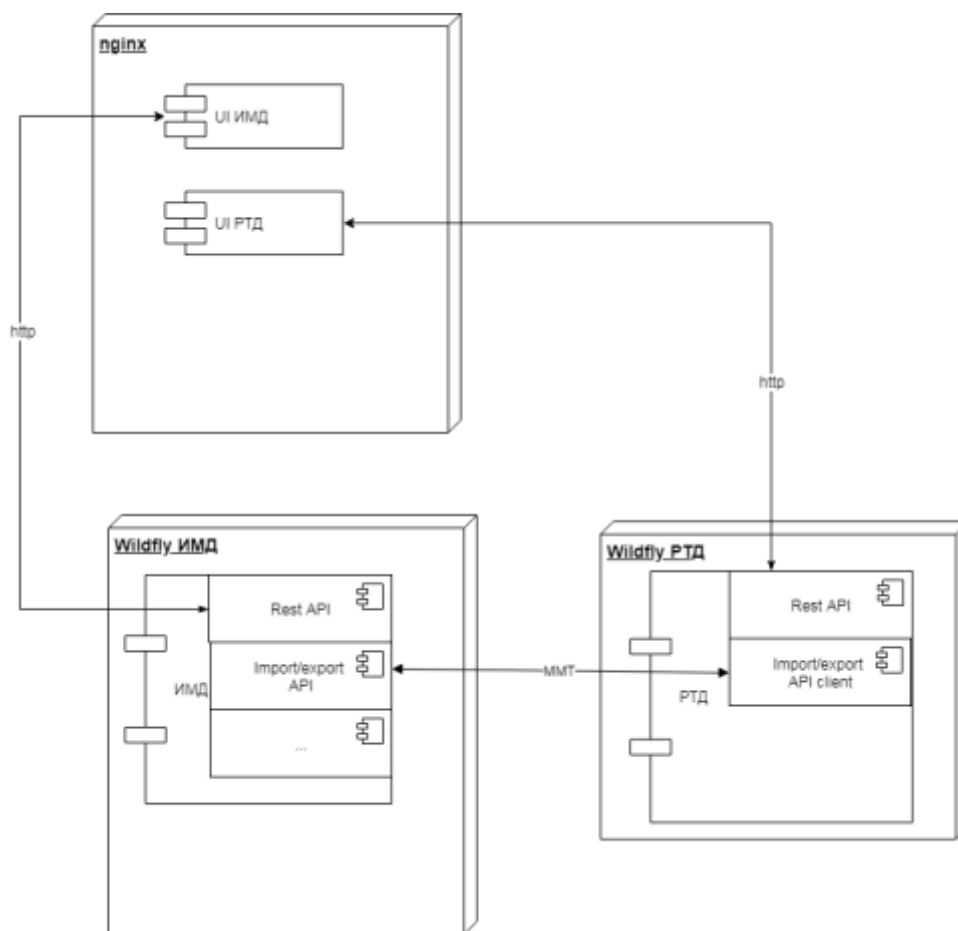 nginx
UI ИМД
UI РТД
http
http
Wildfly ИМД
Rest API
Import/export
API
ИМД
...
ММТ
Wildfly РТД
Rest API
Import/export
API client
РТД